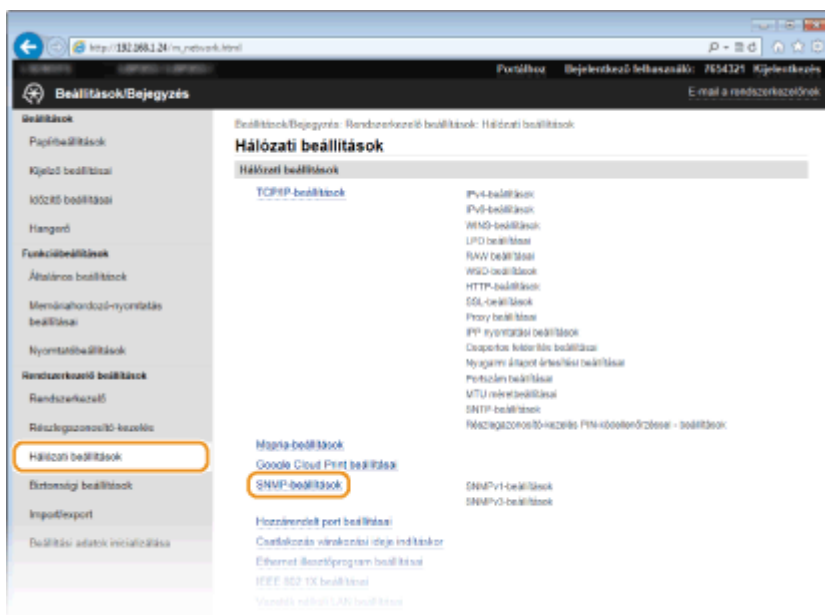 http://192.168.1.24/m_network.html
Portálhoz Bejelentkező felhasználó: 7654321 Kijelentkezés
Beállítások/Bejegyzés
E-mail a rendszerkezelőnek
Beállítások
Papírbeállítások
Kijelző beállításai
Időzítő beállításai
Hangerő
Funkcióbeállítások
Általános beállítások
Memóriahordozó-nyomtatás
beállításai
Nyomtatóbeállítások
Rendszerkezelő beállítások
Rendszerkezelő
Részlegazonosító-kezelés
Hálózati beállítások
Biztonsági beállítások
Import/export
Beállítási adatok inicializálása
Beállítások/Bejegyzés: Rendszerkezelő beállítások: Hálózati beállítások
Hálózati beállítások
Hálózati beállítások
TCP/IP-beállítások
IPv4-beállítások
IPv6-beállítások
WINS-beállítások
LPD beállításai
RAW beállításai
WSD-beállítások
HTTP-beállítások
SSL-beállítások
Proxy beállításai
IPP nyomtatási beállítások
Csoportos felderítés beállításai
Nyugalmi állapot értesítési beállításai
Portszám beállításai
MTU méretbeállításai
SNTP-beállítások
Részlegazonosító-kezelés PIN-kódellenőrzéssel - beállítások
Mopria-beállítások
Google Cloud Print beállításai
SNMP-beállítások
SNMPv1-beállítások
SNMPv3-beállítások
Hozzárendelt port beállításai
Csatlakozás várakozási ideje indításkor
Ethernet illesztőprogram beállításai
IEEE 802.1X beállításai
Vezeték nélküli LAN beállításai